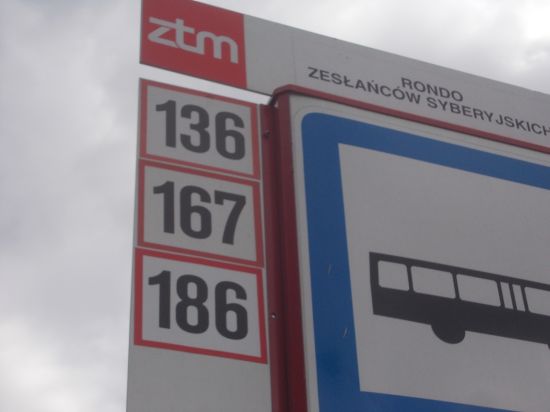 ztm
RONDO
ZESŁAŃCÓW SYBERYJSKICH
136
167
186